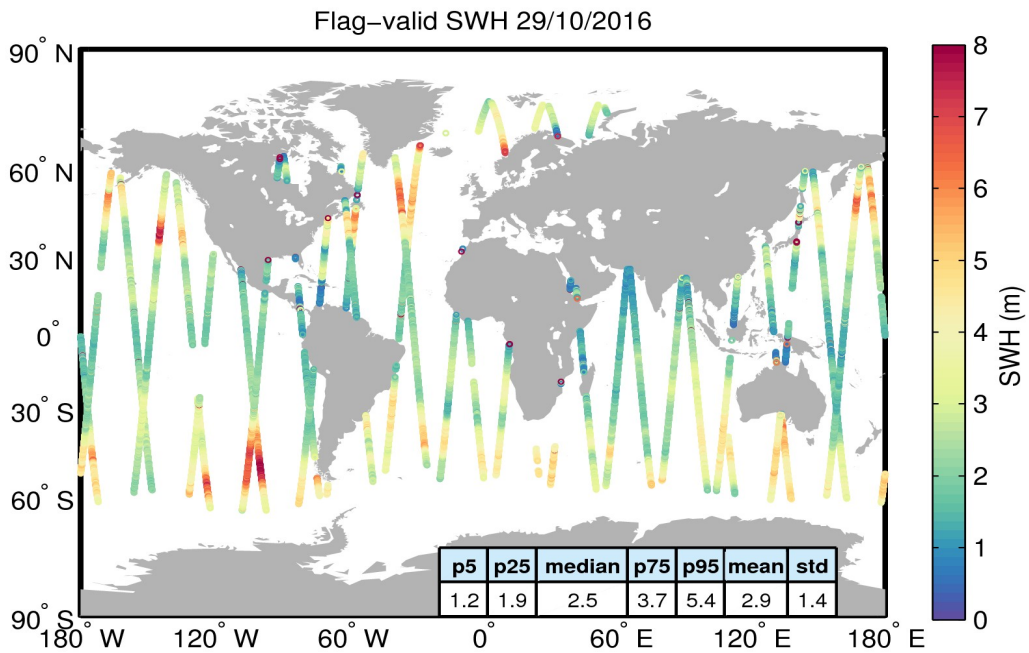 Flag−valid SWH 29/10/2016
90° N
60° N
30° N
0°
30° S
60° S
90° S
180° W
120° W
60° W
0°
60° E
120° E
180° E
p5 p25 median p75 p95 mean std
1.2 1.9 2.5 3.7 5.4 2.9 1.4
8
7
6
5
4
3
2
1
0
SWH (m)